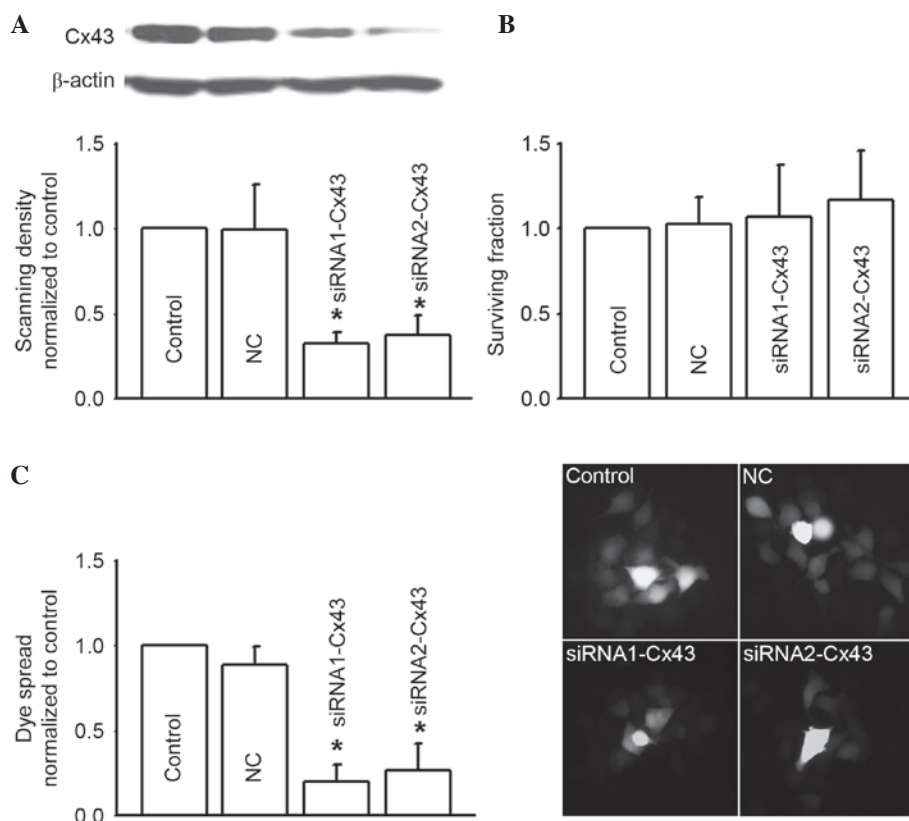 A
Cx43
β-actin
Scanning density
normalized to control
1.5
1.0
0.5
0.0
Control
NC
* siRNA1-Cx43
* siRNA2-Cx43
B
Surviving fraction
1.5
1.0
0.5
0.0
Control
NC
siRNA1-Cx43
siRNA2-Cx43
C
Dye spread
normalized to control
1.5
1.0
0.5
0.0
Control
NC
* siRNA1-Cx43
* siRNA2-Cx43
Control
NC
siRNA1-Cx43
siRNA2-Cx43